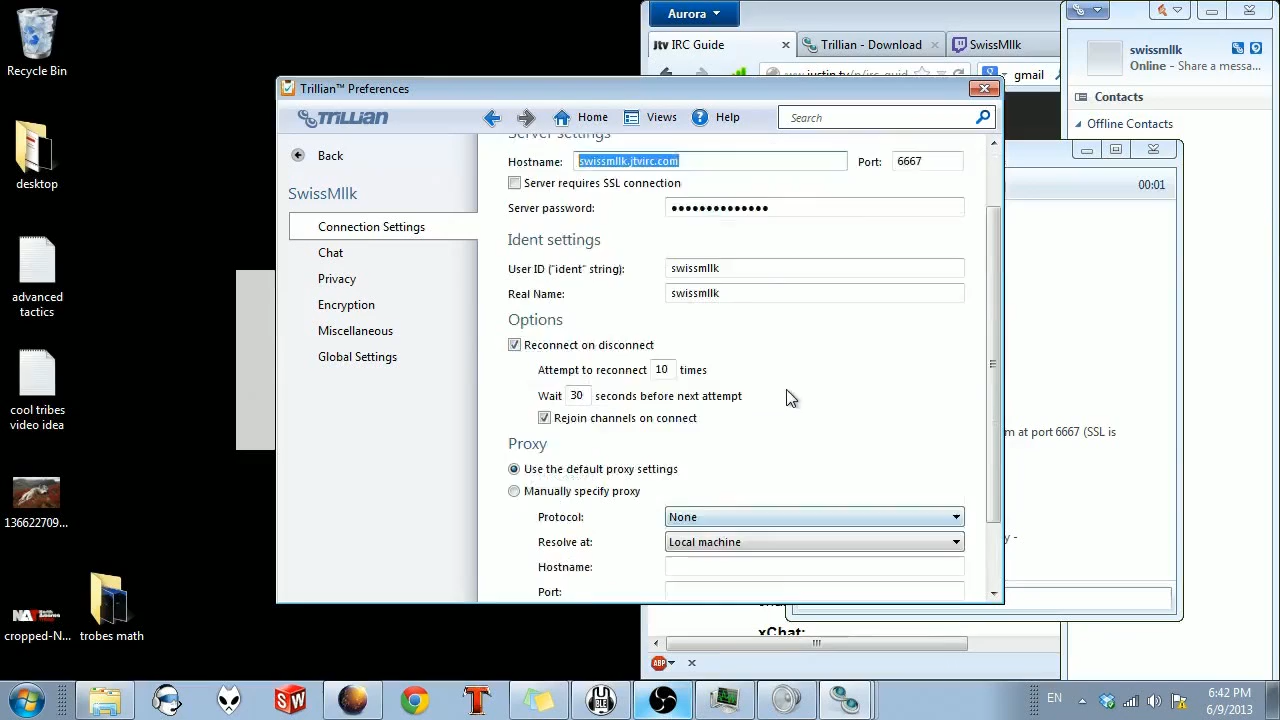 Recycle Bin
desktop
advanced
tactics
cool tribes
video idea
136622709...
cropped-N...
trobes math
Aurora
Jtv IRC Guide
Trillian - Download
SwissMllk
gmail
swissmllk
Online - Share a messa...
Contacts
Offline Contacts
00:01
m at port 6667 (SSL is
y -
xChat:
Trillian™ Preferences
TRILLIAN
Home
Views
Help
Search
Back
SwissMllk
Connection Settings
Chat
Privacy
Encryption
Miscellaneous
Global Settings
Server settings
Hostname: swissmllk.jtvirc.com Port: 6667
Server requires SSL connection
Server password: ••••••••••••••
Ident settings
User ID ("ident" string): swissmllk
Real Name: swissmllk
Options
Reconnect on disconnect
Attempt to reconnect 10 times
Wait 30 seconds before next attempt
Rejoin channels on connect
Proxy
Use the default proxy settings
Manually specify proxy
Protocol: None
Resolve at: Local machine
Hostname:
Port:
ABP
EN
6:42 PM
6/9/2013